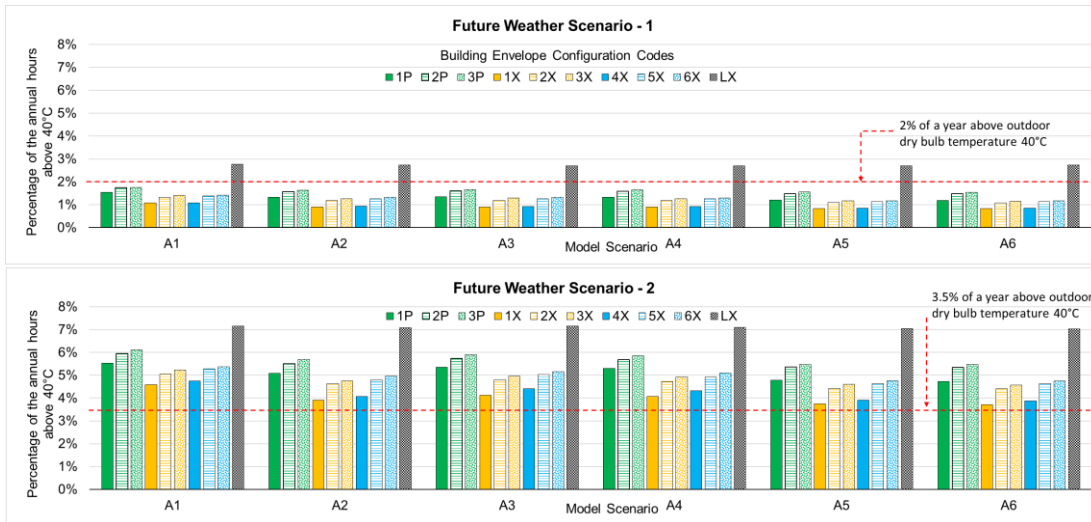 Future Weather Scenario - 1
Percentage of the annual hours
above 40°C
8%
7%
6%
5%
4%
3%
2%
1%
0%
Building Envelope Configuration Codes
1P 2P 3P 1X 2X 3X 4X 5X 6X LX
2% of a year above outdoor
dry bulb temperature 40°C
A1 A2 A3 A4 A5 A6
Model Scenario
Future Weather Scenario - 2
Percentage of the annual hours
above 40°C
8%
7%
6%
5%
4%
3%
2%
1%
0%
1P 2P 3P 1X 2X 3X 4X 5X 6X LX
3.5% of a year above outdoor
dry bulb temperature 40°C
A1 A2 A3 A4 A5 A6
Model Scenario